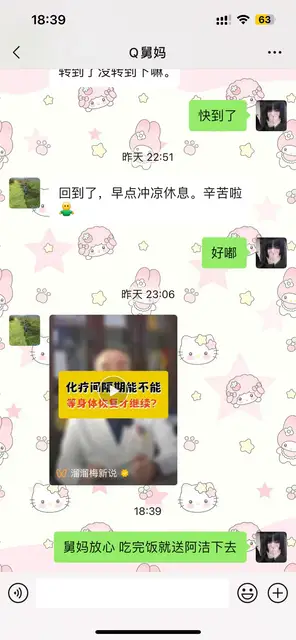 18:39
63
Q舅妈
转到了没转到下嘛。
快到了
昨天 22:51
回到了，早点冲凉休息。辛苦啦
好嘟
昨天 23:06
化疗间隔期能不能
等身体恢复才继续？
溜溜梅新说
18:39
舅妈放心 吃完饭就送阿洁下去